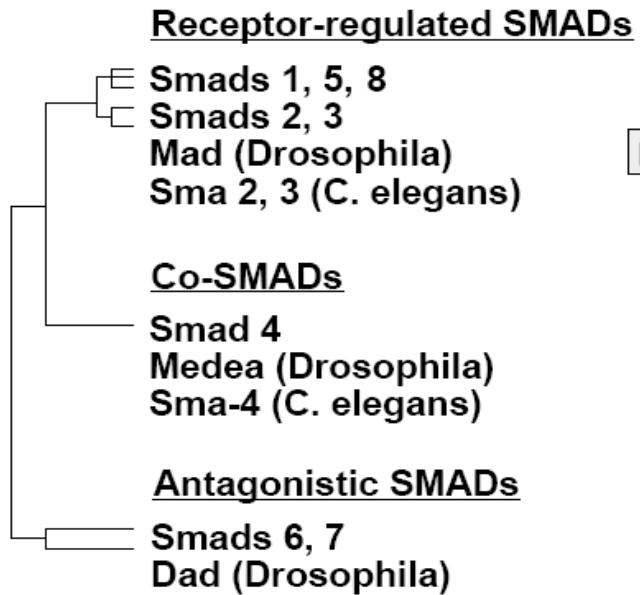 Receptor-regulated SMADs
Smads 1, 5, 8
Smads 2, 3
Mad (Drosophila)
Sma 2, 3 (C. elegans)
Co-SMADs
Smad 4
Medea (Drosophila)
Sma-4 (C. elegans)
Antagonistic SMADs
Smads 6, 7
Dad (Drosophila)